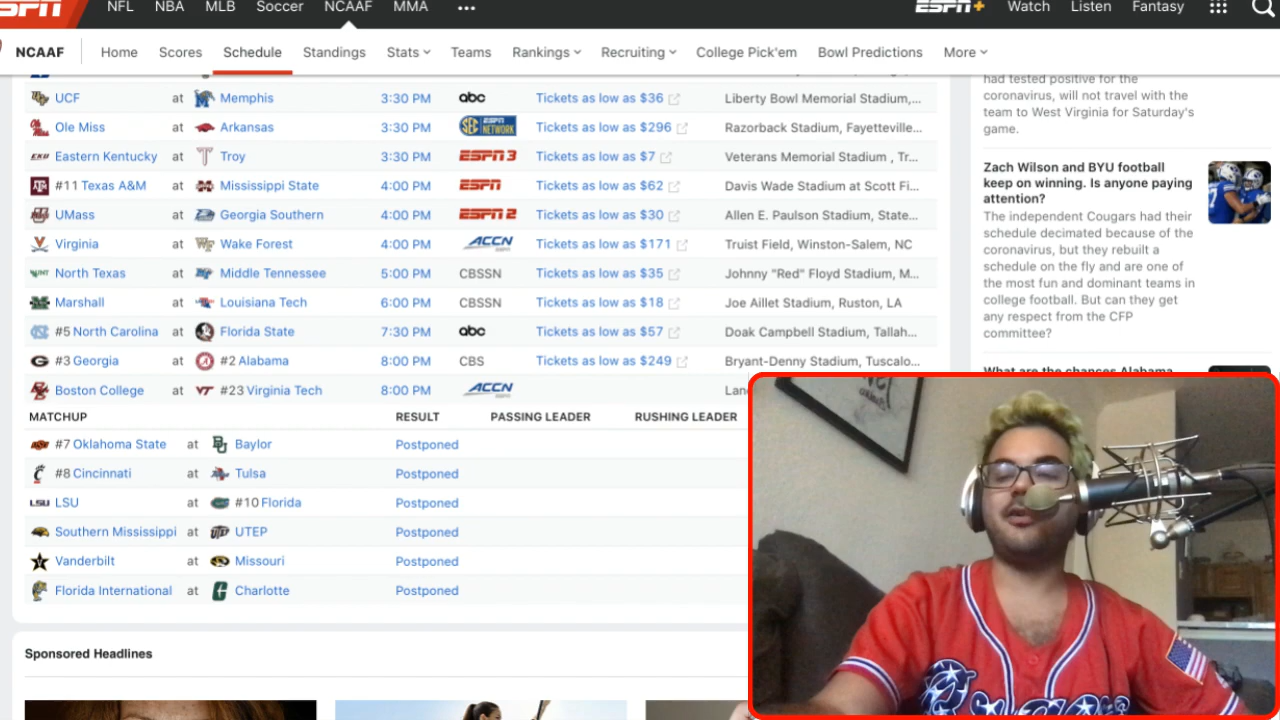 ESPN NFL NBA MLB Soccer NCAAF MMA ••• ESPN+ Watch Listen Fantasy
NCAAF Home Scores Schedule Standings Stats Teams Rankings Recruiting College Pick'em Bowl Predictions More
UCF at Memphis 3:30 PM abc Tickets as low as $36 Liberty Bowl Memorial Stadium,...
Ole Miss at Arkansas 3:30 PM SEC ESPN NETWORK Tickets as low as $296 Razorback Stadium, Fayetteville...
EKU Eastern Kentucky at Troy 3:30 PM ESPN3 Tickets as low as $7 Veterans Memorial Stadium , Tr...
#11 Texas A&M at Mississippi State 4:00 PM ESPN Tickets as low as $62 Davis Wade Stadium at Scott Fi...
UMass at Georgia Southern 4:00 PM ESPN2 Tickets as low as $30 Allen E. Paulson Stadium, State...
Virginia at Wake Forest 4:00 PM ACCN Tickets as low as $171 Truist Field, Winston-Salem, NC
North Texas at Middle Tennessee 5:00 PM CBSSN Tickets as low as $35 Johnny "Red" Floyd Stadium, M...
Marshall at Louisiana Tech 6:00 PM CBSSN Tickets as low as $18 Joe Aillet Stadium, Ruston, LA
#5 North Carolina at Florida State 7:30 PM abc Tickets as low as $57 Doak Campbell Stadium, Tallah...
#3 Georgia at #2 Alabama 8:00 PM CBS Tickets as low as $249 Bryant-Denny Stadium, Tuscalo...
Boston College at VT #23 Virginia Tech 8:00 PM ACCN
MATCHUP RESULT PASSING LEADER RUSHING LEADER
#7 Oklahoma State at Baylor Postponed
#8 Cincinnati at Tulsa Postponed
LSU LSU at #10 Florida Postponed
Southern Mississippi at UTEP Postponed
Vanderbilt at Missouri Postponed
Florida International at Charlotte Postponed
Sponsored Headlines
had tested positive for the
coronavirus, will not travel with the
team to West Virginia for Saturday's
game.
Zach Wilson and BYU football
keep on winning. Is anyone paying
attention?
The independent Cougars had their
schedule decimated because of the
coronavirus, but they rebuilt a
schedule on the fly and are one of
the most fun and dominant teams in
college football. But can they get
any respect from the CFP
committee?
What are the chances Alabama